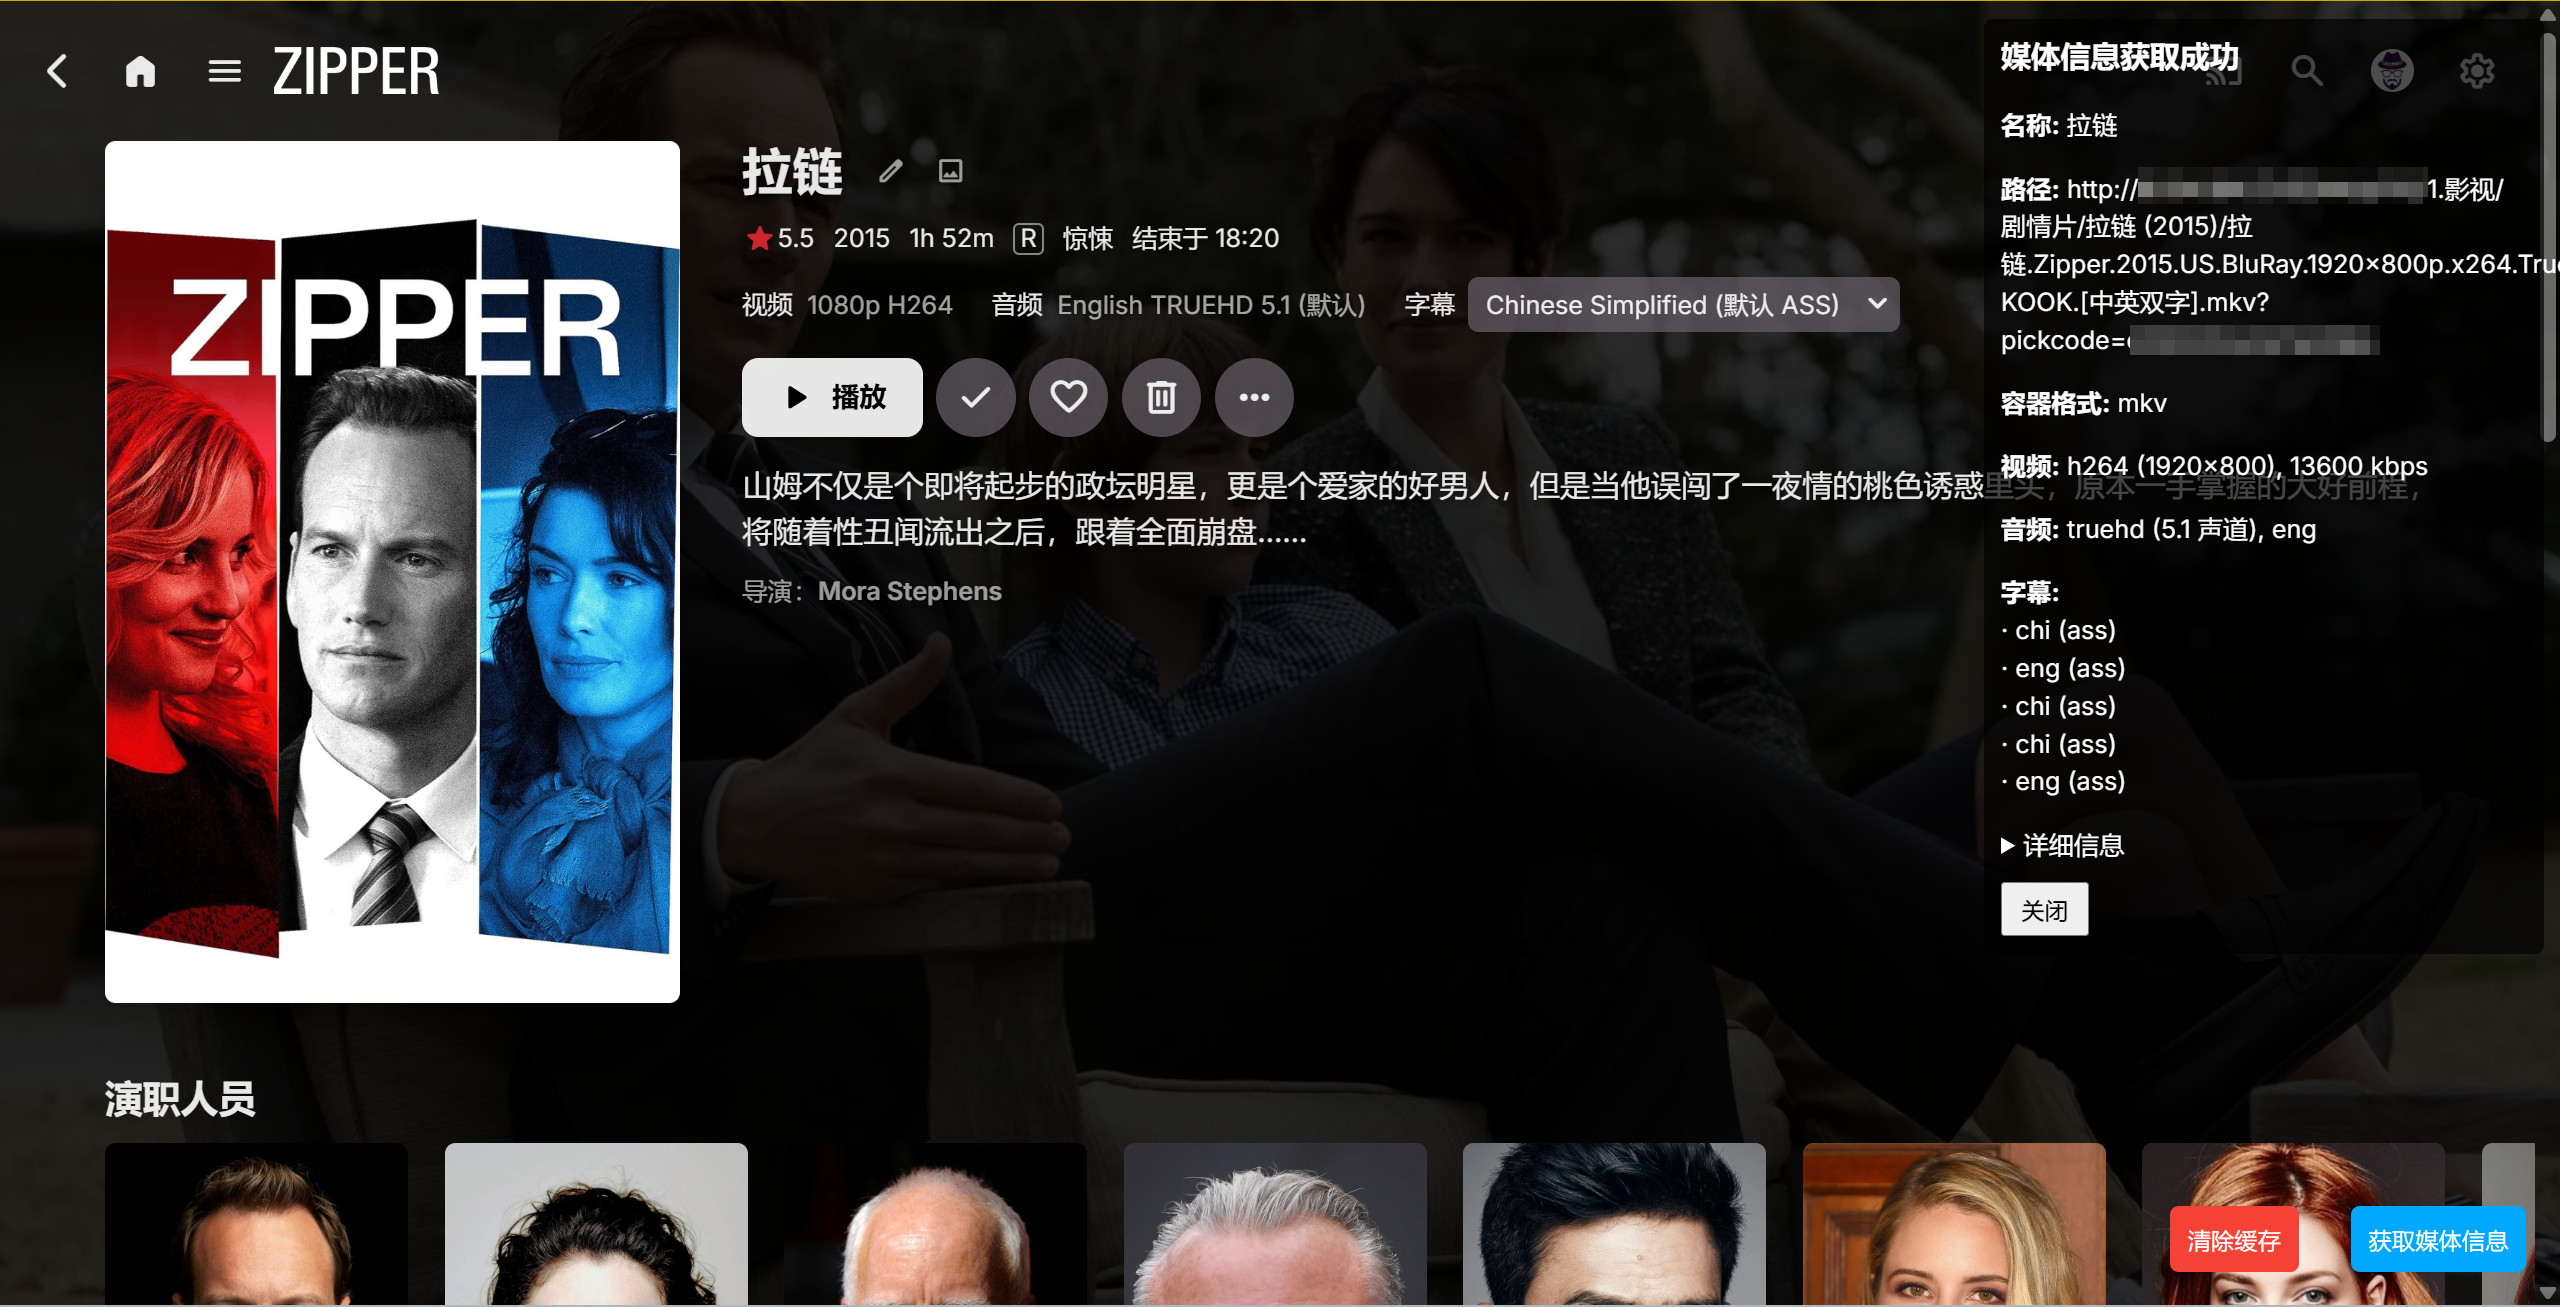 ZIPPER
ZIPPER
拉链
5.5 2015 1h 52m R 惊悚 结束于 18:20
视频 1080p H264 音频 English TRUEHD 5.1 (默认) 字幕 Chinese Simplified (默认 ASS)
播放
山姆不仅是个即将起步的政坛明星，更是个爱家的好男人，但是当他误闯了一夜情的桃色诱惑里头，原本一手掌握的大好前程，
将随着性丑闻流出之后，跟着全面崩盘……
导演： Mora Stephens
媒体信息获取成功
名称: 拉链
路径: http://1.影视/
剧情片/拉链 (2015)/拉
链.Zipper.2015.US.BluRay.1920×800p.x264.True
KOOK.[中英双字].mkv?
pickcode=
容器格式: mkv
视频: h264 (1920×800), 13600 kbps
音频: truehd (5.1 声道), eng
字幕:
· chi (ass)
· eng (ass)
· chi (ass)
· chi (ass)
· eng (ass)
▶ 详细信息
关闭
演职人员
清除缓存
获取媒体信息